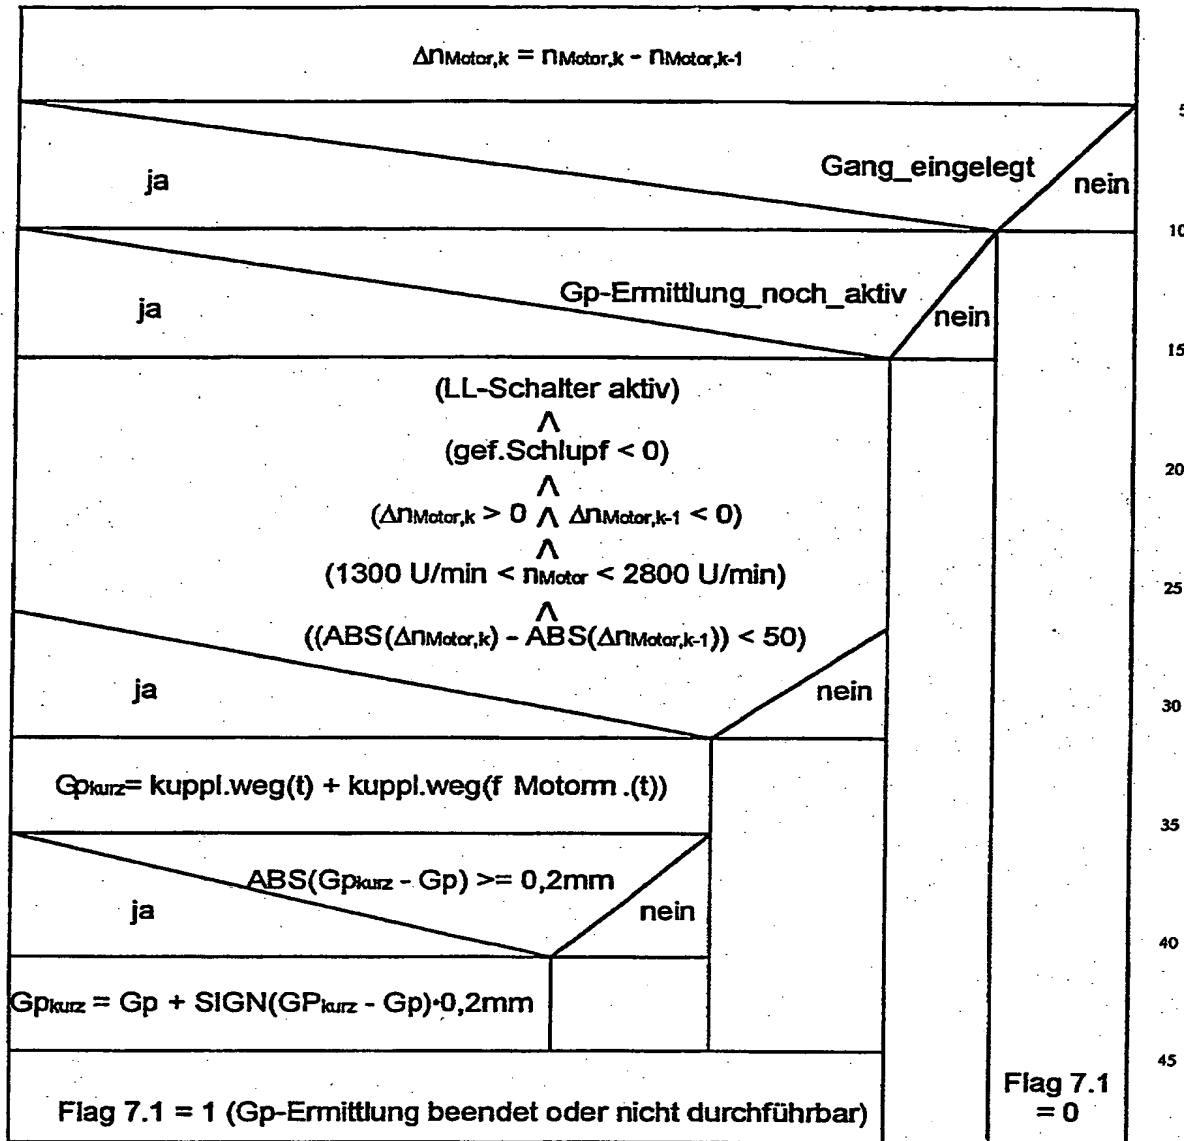 ΔnMotor,k = nMotor,k - nMotor,k-1
5
Gang_eingelegt
ja
nein
10
Gp-Ermittlung_noch_aktiv
ja
nein
15
(LL-Schalter aktiv)
Λ
(gef.Schlupf < 0)
20
Λ
(ΔnMotor,k > 0 Λ ΔnMotor,k-1 < 0)
Λ
(1300 U/min < nMotor < 2800 U/min)
25
Λ
((ABS(ΔnMotor,k) - ABS(ΔnMotor,k-1)) < 50)
ja
nein
30
Gpkurz= kuppl.weg(t) + kuppl.weg(f Motorm .(t))
35
ABS(Gpkurz - Gp) >= 0,2mm
ja
nein
40
Gpkurz = Gp + SIGN(GPkurz - Gp)·0,2mm
45
Flag 7.1 = 1 (Gp-Ermittlung beendet oder nicht durchführbar)
Flag 7.1
= 0